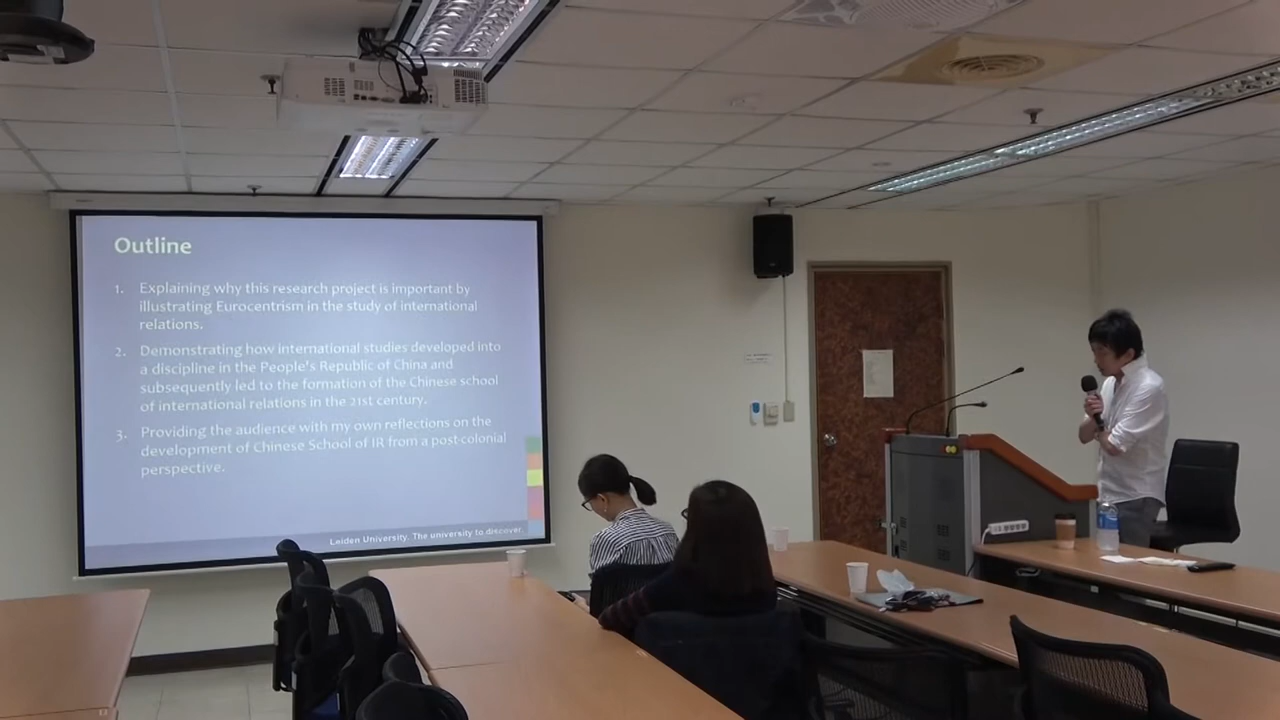 Outline
1. Explaining why this research project is important by
illustrating Eurocentrism in the study of international
relations.
2. Demonstrating how international studies developed into
a discipline in the People's Republic of China and
subsequently led to the formation of the Chinese school
of international relations in the 21st century.
3. Providing the audience with my own reflections on the
development of Chinese School of IR from a post-colonial
perspective.
Leiden University. The university to discover.